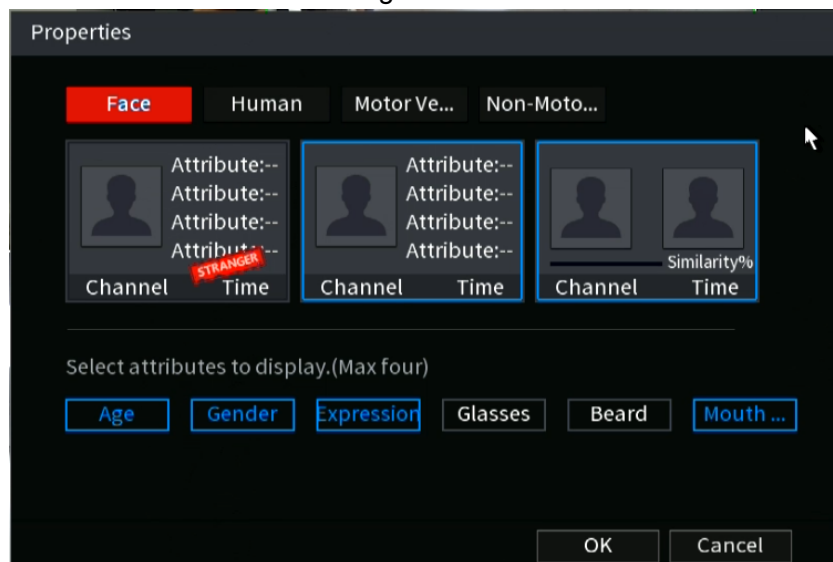 Properties
Face Human Motor Ve... Non-Moto...
Attribute:-- Attribute:--
Attribute:-- Attribute:--
Attribute:-- Attribute:--
Attribute:-- Attribute:--
STRANGER Similarity%
Channel Time Channel Time Channel Time
Select attributes to display.(Max four)
Age Gender Expression Glasses Beard Mouth ...
OK Cancel